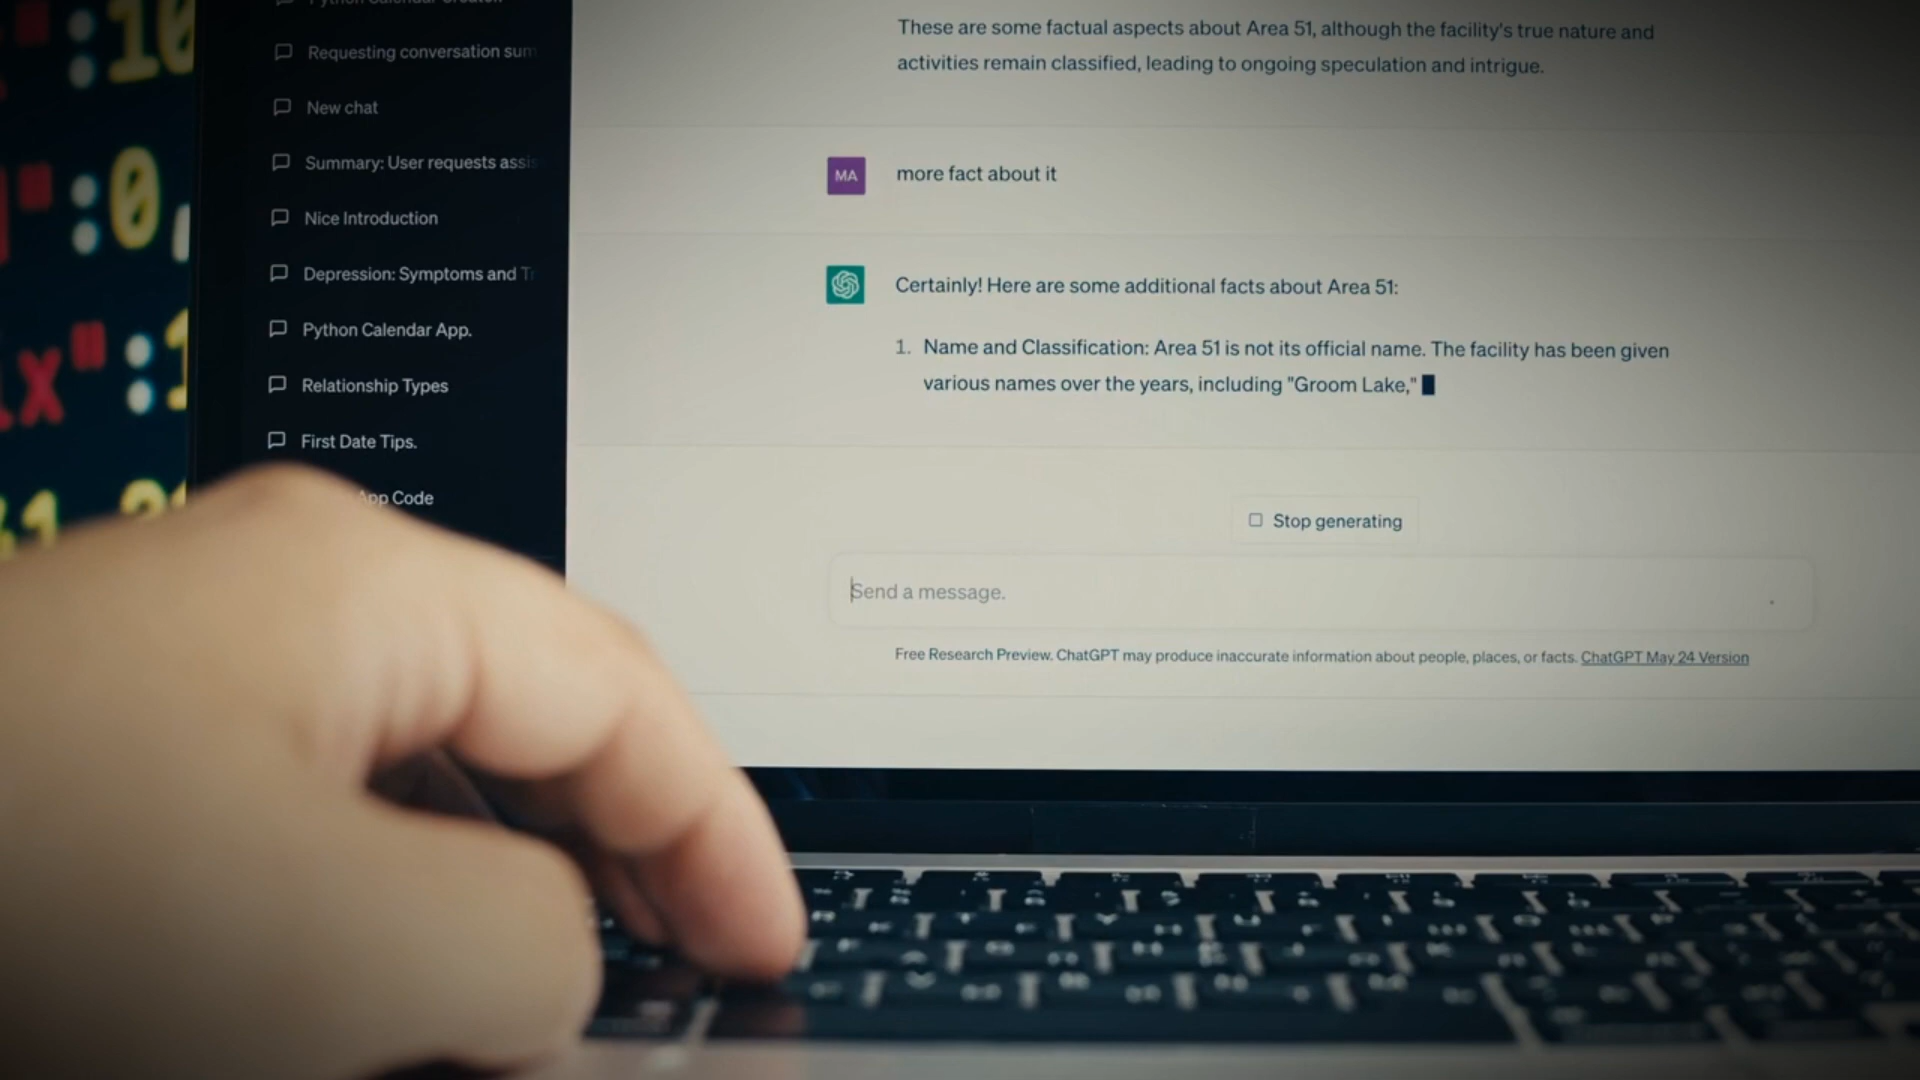 Requesting conversation sum
New chat
Summary: User requests assis
Nice Introduction
Depression: Symptoms and Tr
Python Calendar App.
Relationship Types
First Date Tips.
App Code
These are some factual aspects about Area 51, although the facility's true nature and
activities remain classified, leading to ongoing speculation and intrigue.
MA
more fact about it
Certainly! Here are some additional facts about Area 51:
1. Name and Classification: Area 51 is not its official name. The facility has been given
various names over the years, including "Groom Lake,"
Stop generating
Send a message.
Free Research Preview. ChatGPT may produce inaccurate information about people, places, or facts. ChatGPT May 24 Version